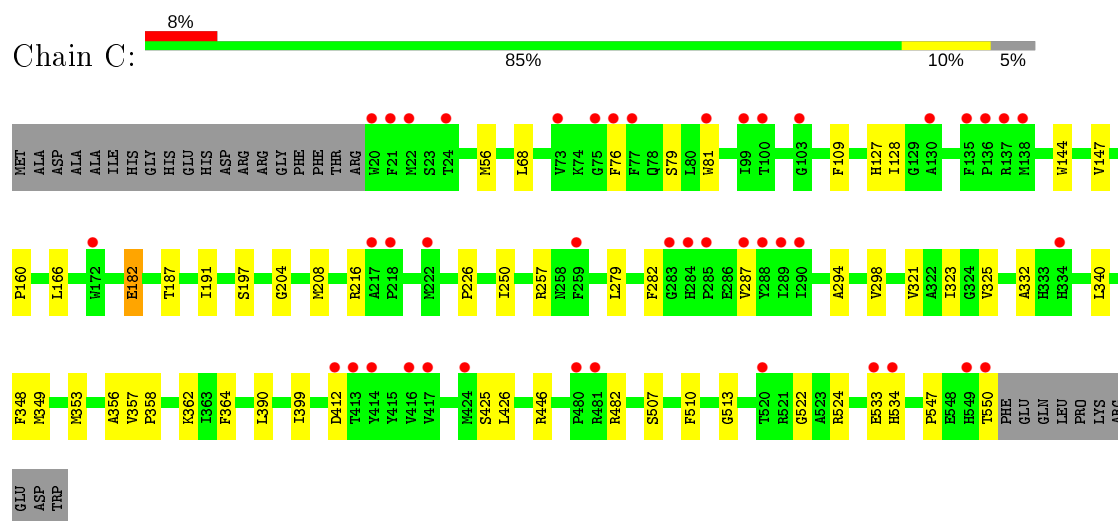 8%
Chain C:
85% 10% 5%
MET ALA ASP ALA ALA ILE HIS GLY HIS GLU HIS ASP ARG ARG GLY PHE PHE THR ARG W20 F21 M22 S23 T24 M56 L68 V73 K74 G75 F76 F77 Q78 S79 L80 W81 I99 T100 G103 F109 H127 I128 G129 A130 F135 P136 R137 M138 W144 V147
P160 L166 W172 E182 T187 I191 S197 G204 M208 R216 A217 P218 M222 P226 I250 R257 N258 F259 L279 F282 G283 H284 P285 E286 V287 Y288 I289 I290 A294 V298 V321 A322 I323 G324 V325 A332 H333 H334 L340
F348 M349 M353 A356 V357 P358 K362 I363 F364 L390 I399 D412 T413 Y414 Y415 V416 V417 M424 S425 L426 R446 P480 R481 R482 S507 F510 G513 T520 R521 G522 A523 R524 E533 H534 P547 E548 H549 T550 PHE GLU GLN LEU PRO LYS ARG
GLU ASP TRP